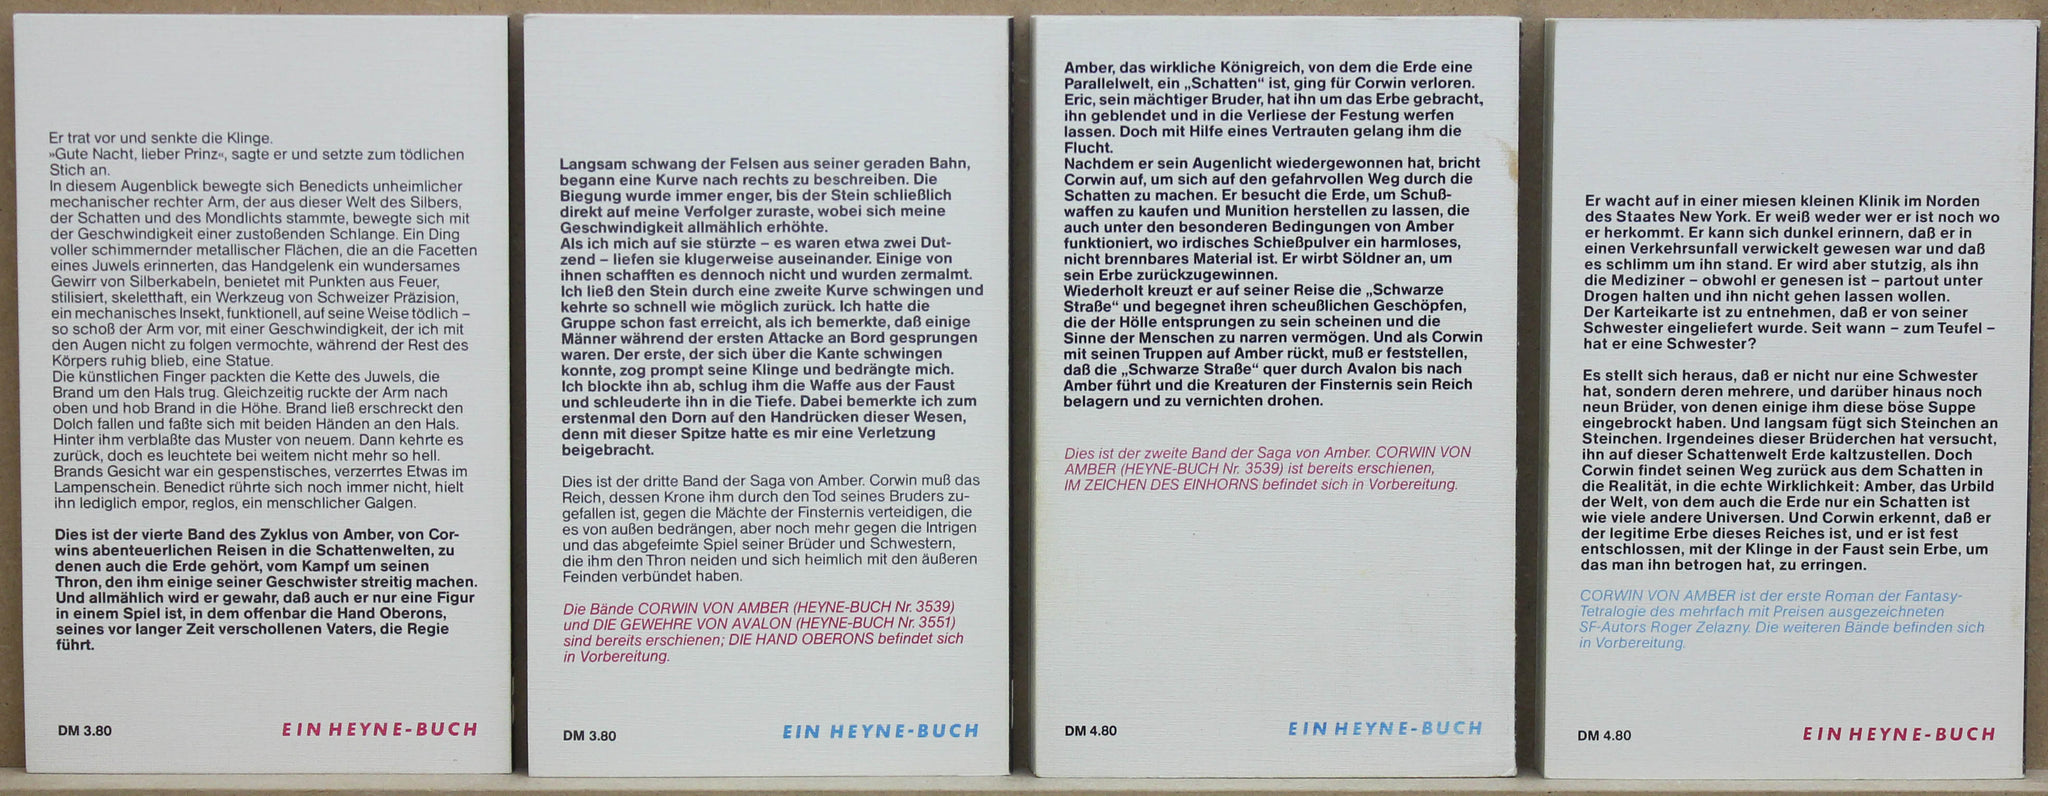 Er trat vor und senkte die Klinge.
»Gute Nacht, lieber Prinz«, sagte er und setzte zum tödlichen
Stich an.
In diesem Augenblick bewegte sich Benedicts unheimlicher
mechanischer rechter Arm, der aus dieser Welt des Silbers,
der Schatten und des Mondlichts stammte, bewegte sich mit
der Geschwindigkeit einer zustoßenden Schlange. Ein Ding
voller schimmernder metallischer Flächen, die an die Facetten
eines Juwels erinnerten, das Handgelenk ein wundersames
Gewirr von Silberkabeln, benietet mit Punkten aus Feuer,
stilisiert, skeletthaft, ein Werkzeug von Schweizer Präzision,
ein mechanisches Insekt, funktionell, auf seine Weise tödlich –
so schoß der Arm vor, mit einer Geschwindigkeit, der ich mit
den Augen nicht zu folgen vermochte, während der Rest des
Körpers ruhig blieb, eine Statue.
Die künstlichen Finger packten die Kette des Juwels, die
Brand um den Hals trug. Gleichzeitig ruckte der Arm nach
oben und hob Brand in die Höhe. Brand ließ erschreckt den
Dolch fallen und faßte sich mit beiden Händen an den Hals.
Hinter ihm verblaßte das Muster von neuem. Dann kehrte es
zurück, doch es leuchtete bei weitem nicht mehr so hell.
Brands Gesicht war ein gespenstisches, verzerrtes Etwas im
Lampenschein. Benedict rührte sich noch immer nicht, hielt
ihn lediglich empor, reglos, ein menschlicher Galgen.
Dies ist der vierte Band des Zyklus von Amber, von Cor-
wins abenteuerlichen Reisen in die Schattenwelten, zu
denen auch die Erde gehört, vom Kampf um seinen
Thron, den ihm einige seiner Geschwister streitig machen.
Und allmählich wird er gewahr, daß auch er nur eine Figur
in einem Spiel ist, in dem offenbar die Hand Oberons,
seines vor langer Zeit verschollenen Vaters, die Regie
führt.
DM 3.80
EIN HEYNE-BUCH
Langsam schwang der Felsen aus seiner geraden Bahn,
begann eine Kurve nach rechts zu beschreiben. Die
Biegung wurde immer enger, bis der Stein schließlich
direkt auf meine Verfolger zuraste, wobei sich meine
Geschwindigkeit allmählich erhöhte.
Als ich mich auf sie stürzte – es waren etwa zwei Dut-
zend – liefen sie klugerweise auseinander. Einige von
ihnen schafften es dennoch nicht und wurden zermalmt.
Ich ließ den Stein durch eine zweite Kurve schwingen und
kehrte so schnell wie möglich zurück. Ich hatte die
Gruppe schon fast erreicht, als ich bemerkte, daß einige
Männer während der ersten Attacke an Bord gesprungen
waren. Der erste, der sich über die Kante schwingen
konnte, zog prompt seine Klinge und bedrängte mich.
Ich blockte ihn ab, schlug ihm die Waffe aus der Faust
und schleuderte ihn in die Tiefe. Dabei bemerkte ich zum
erstenmal den Dorn auf den Handrücken dieser Wesen,
denn mit dieser Spitze hatte es mir eine Verletzung
beigebracht.
Dies ist der dritte Band der Saga von Amber. Corwin muß das
Reich, dessen Krone ihm durch den Tod seines Bruders zu-
gefallen ist, gegen die Mächte der Finsternis verteidigen, die
es von außen bedrängen, aber noch mehr gegen die Intrigen
und das abgefeimte Spiel seiner Brüder und Schwestern,
die ihm den Thron neiden und sich heimlich mit den äußeren
Feinden verbündet haben.
Die Bände CORWIN VON AMBER (HEYNE-BUCH Nr. 3539)
und DIE GEWEHRE VON AVALON (HEYNE-BUCH Nr. 3551)
sind bereits erschienen; DIE HAND OBERONS befindet sich
in Vorbereitung.
DM 3.80
EIN HEYNE-BUCH
Amber, das wirkliche Königreich, von dem die Erde eine
Parallelwelt, ein „Schatten“ ist, ging für Corwin verloren.
Eric, sein mächtiger Bruder, hat ihn um das Erbe gebracht,
ihn geblendet und in die Verliese der Festung werfen
lassen. Doch mit Hilfe eines Vertrauten gelang ihm die
Flucht.
Nachdem er sein Augenlicht wiedergewonnen hat, bricht
Corwin auf, um sich auf den gefahrvollen Weg durch die
Schatten zu machen. Er besucht die Erde, um Schuß-
waffen zu kaufen und Munition herstellen zu lassen, die
auch unter den besonderen Bedingungen von Amber
funktioniert, wo irdisches Schießpulver ein harmloses,
nicht brennbares Material ist. Er wirbt Söldner an, um
sein Erbe zurückzugewinnen.
Wiederholt kreuzt er auf seiner Reise die „Schwarze
Straße“ und begegnet ihren scheußlichen Geschöpfen,
die der Hölle entsprungen zu sein scheinen und die
Sinne der Menschen zu narren vermögen. Und als Corwin
mit seinen Truppen auf Amber rückt, muß er feststellen,
daß die „Schwarze Straße“ quer durch Avalon bis nach
Amber führt und die Kreaturen der Finsternis sein Reich
belagern und zu vernichten drohen.
Dies ist der zweite Band der Saga von Amber. CORWIN VON
AMBER (HEYNE-BUCH Nr. 3539) ist bereits erschienen,
IM ZEICHEN DES EINHORNS befindet sich in Vorbereitung.
DM 4.80
EIN HEYNE-BUCH
Er wacht auf in einer miesen kleinen Klinik im Norden
des Staates New York. Er weiß weder wer er ist noch wo
er herkommt. Er kann sich dunkel erinnern, daß er in
einen Verkehrsunfall verwickelt gewesen war und daß
es schlimm um ihn stand. Er wird aber stutzig, als ihn
die Mediziner – obwohl er genesen ist – partout unter
Drogen halten und ihn nicht gehen lassen wollen.
Der Karteikarte ist zu entnehmen, daß er von seiner
Schwester eingeliefert wurde. Seit wann – zum Teufel –
hat er eine Schwester?
Es stellt sich heraus, daß er nicht nur eine Schwester
hat, sondern deren mehrere, und darüber hinaus noch
neun Brüder, von denen einige ihm diese böse Suppe
eingebrockt haben. Und langsam fügt sich Steinchen an
Steinchen. Irgendeines dieser Brüderchen hat versucht,
ihn auf dieser Schattenwelt Erde kaltzustellen. Doch
Corwin findet seinen Weg zurück aus dem Schatten in
die Realität, in die echte Wirklichkeit: Amber, das Urbild
der Welt, von dem auch die Erde nur ein Schatten ist
wie viele andere Universen. Und Corwin erkennt, daß er
der legitime Erbe dieses Reiches ist, und er ist fest
entschlossen, mit der Klinge in der Faust sein Erbe, um
das man ihn betrogen hat, zu erringen.
CORWIN VON AMBER ist der erste Roman der Fantasy-
Tetralogie des mehrfach mit Preisen ausgezeichneten
SF-Autors Roger Zelazny. Die weiteren Bände befinden sich
in Vorbereitung.
DM 4.80
EIN HEYNE-BUCH